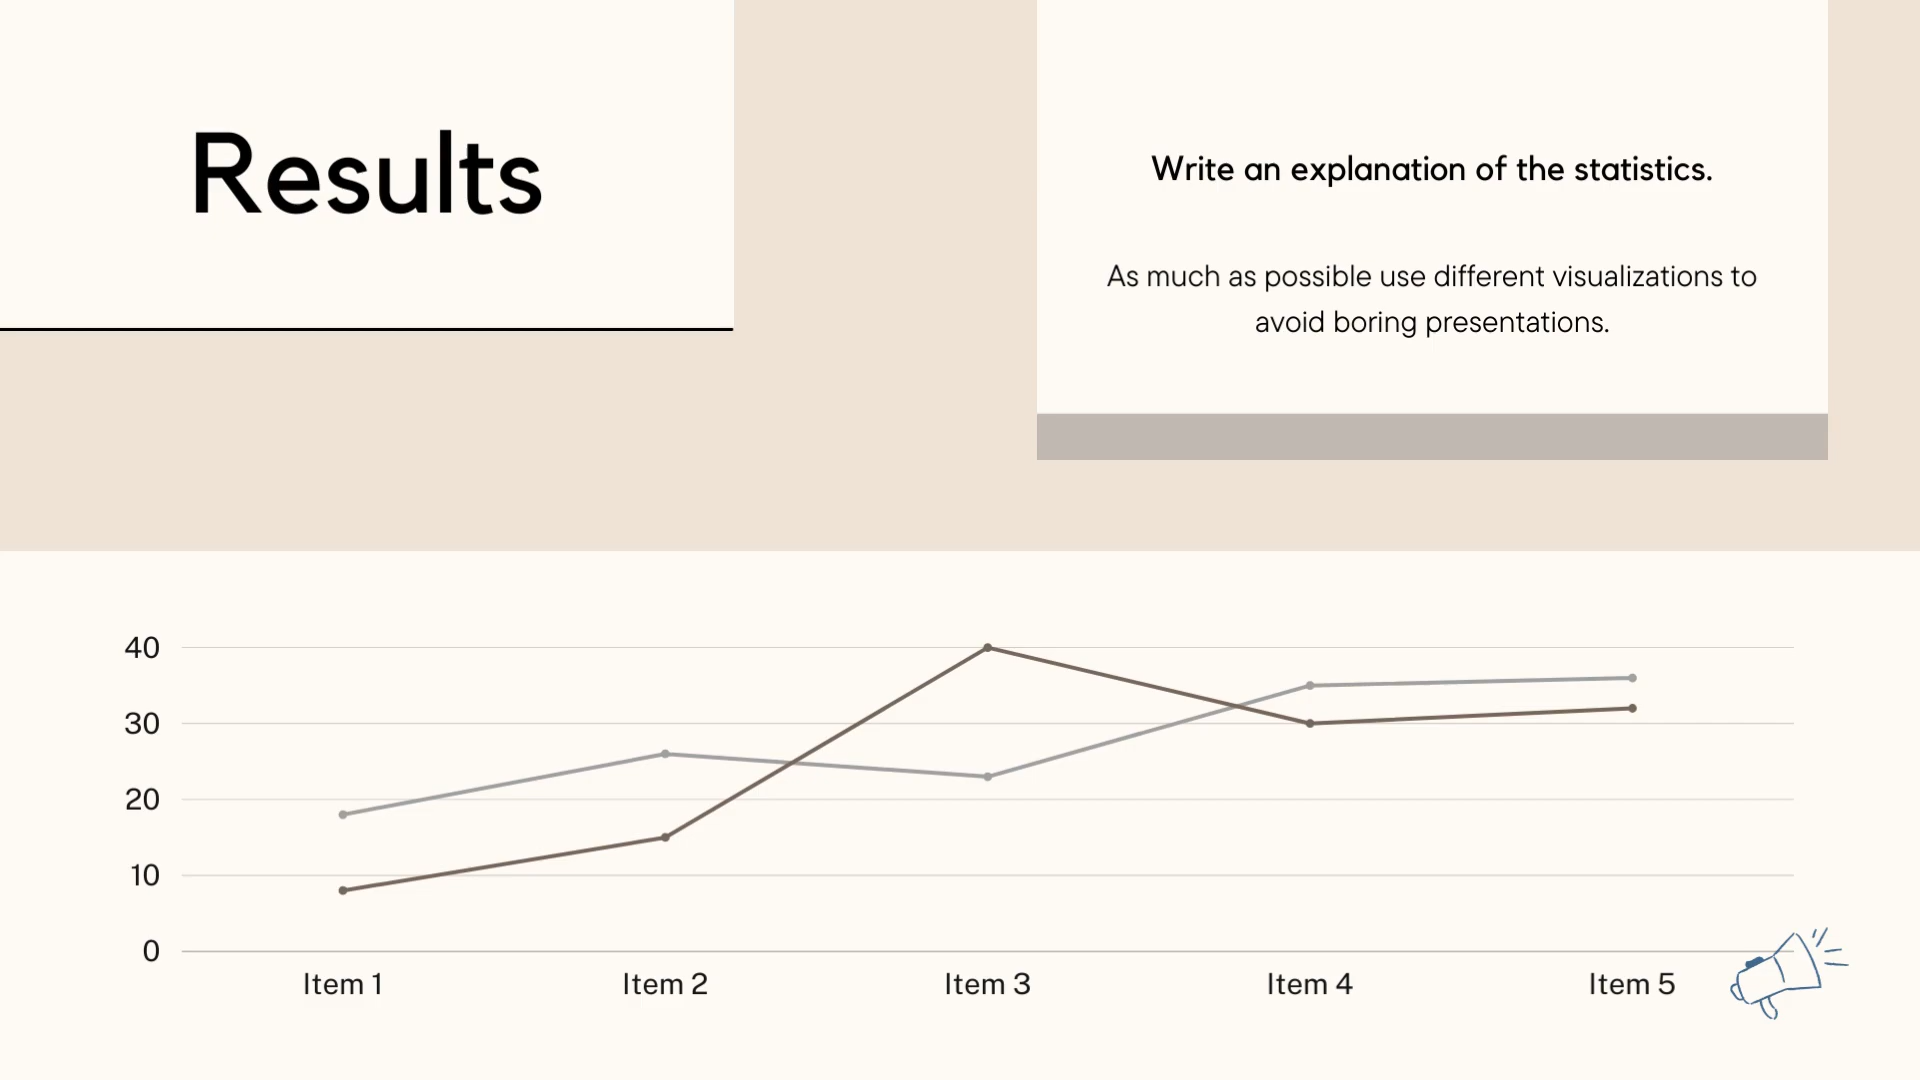 Results
Write an explanation of the statistics.
As much as possible use different visualizations to
avoid boring presentations.
40
30
20
10
0
Item 1
Item 2
Item 3
Item 4
Item 5